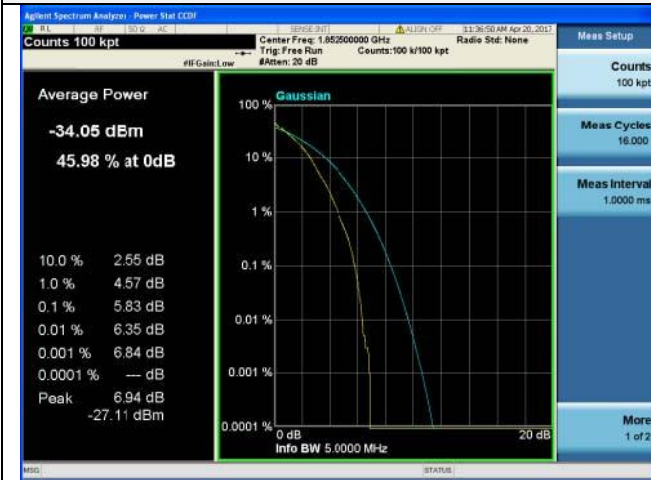 Agilent Spectrum Analyzer - Power Stat CCDF
RL RF 50 Ω AC SENSE:INT ALIGN OFF 11:36:50 AM Apr 20, 2017
Counts 100 kpt
Center Freq: 1.852500000 GHz
Radio Std: None
Trig: Free Run Counts:100 k/100 kpt
#IFGain:Low #Atten: 20 dB
Meas Setup
Average Power
-34.05 dBm
45.98 % at 0dB
10.0 % 2.55 dB
1.0 % 4.57 dB
0.1 % 5.83 dB
0.01 % 6.35 dB
0.001 % 6.84 dB
0.0001 % --- dB
Peak 6.94 dB
-27.11 dBm
Gaussian
100 %
10 %
1 %
0.1 %
0.01 %
0.001 %
0.0001 %
0 dB 20 dB
Info BW 5.0000 MHz
Counts
100 kpt
Meas Cycles
16.000
Meas Interval
1.0000 ms
More
1 of 2
MSG STATUS